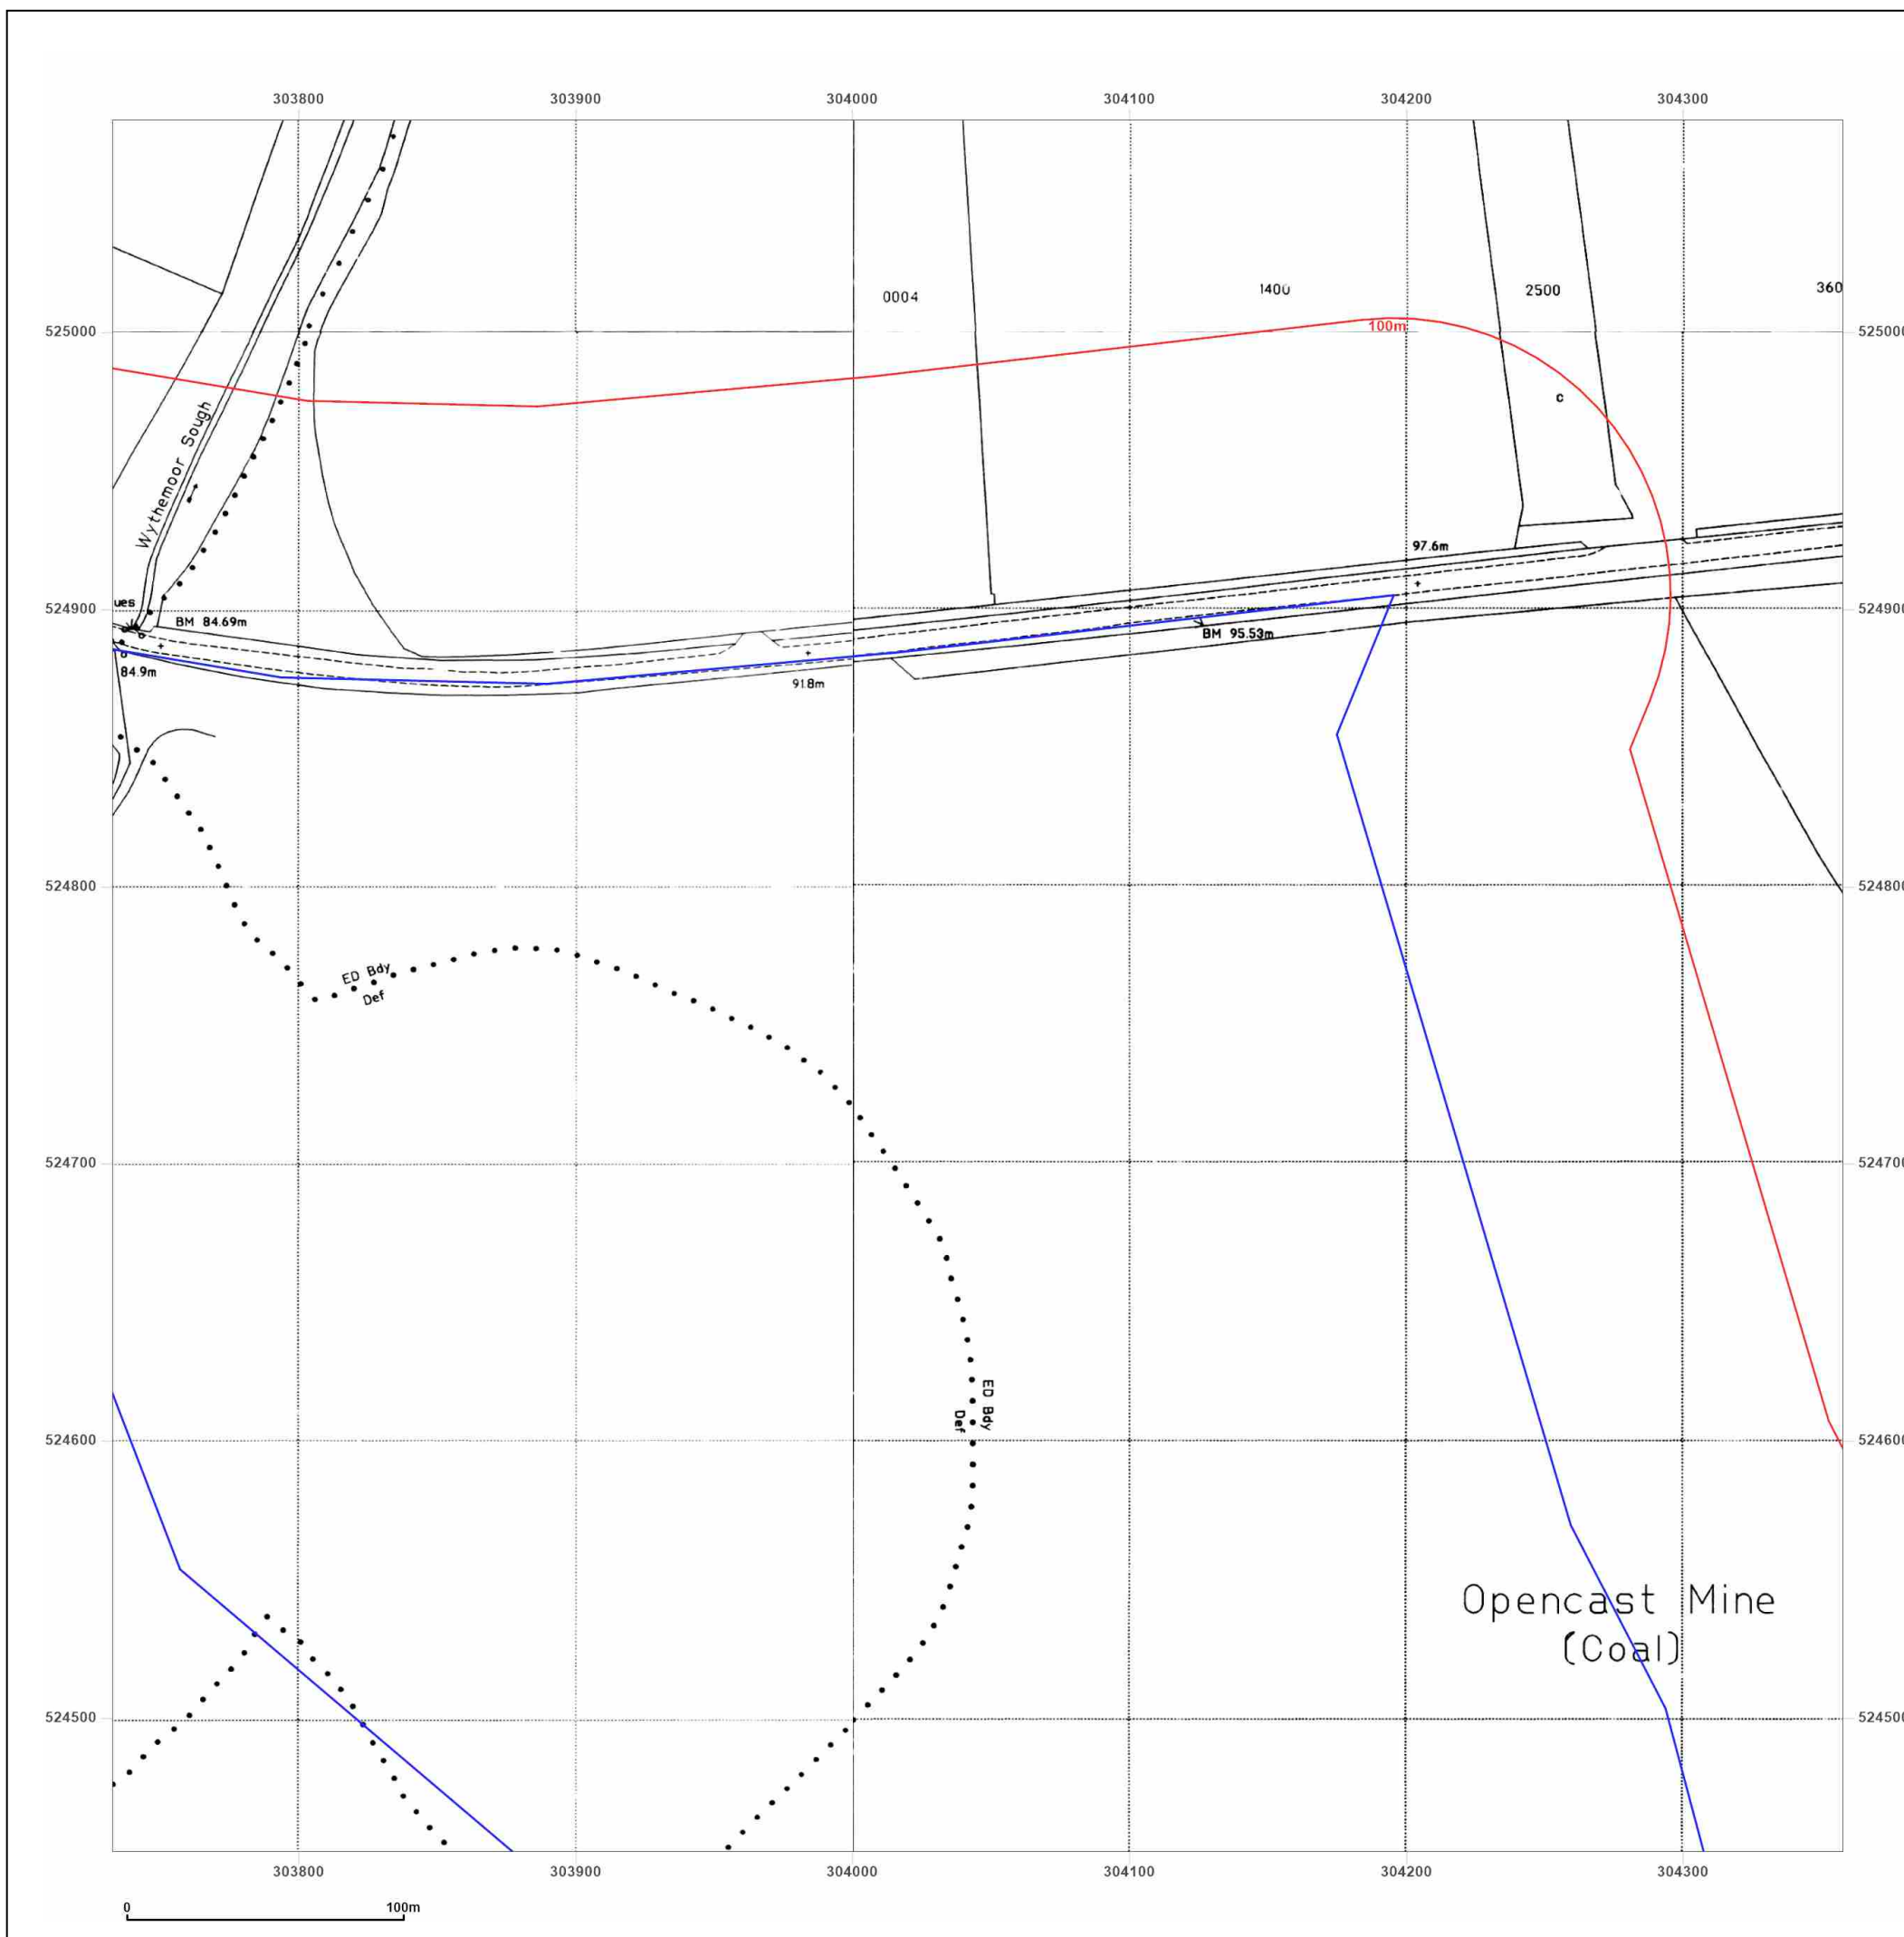 303800 303900 304000 304100 304200 304300
0004 1400 2500 360
525000 100m 525000
c
Wythemoor Sough
97.6m
524900 ues 524900
BM 84.69m
BM 95.53m
84.9m
91.8m
524800 524800
ED Bdy
Def
524700 524700
ED Bdy
Def
524600 524600
Opencast Mine
(Coal)
524500 524500
303800 303900 304000 304100 304200 304300
0 100m